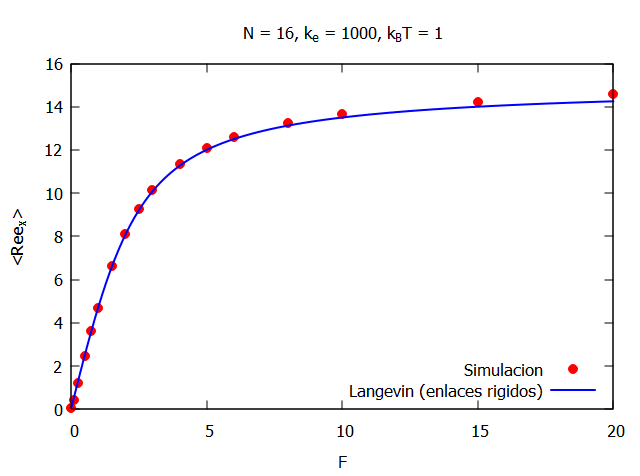 N = 16, kₑ = 1000, k_BT = 1
16
14
12
10
8
6
4
2
0
<Reeₓ>
Simulacion
Langevin (enlaces rigidos)
0 5 10 15 20
F